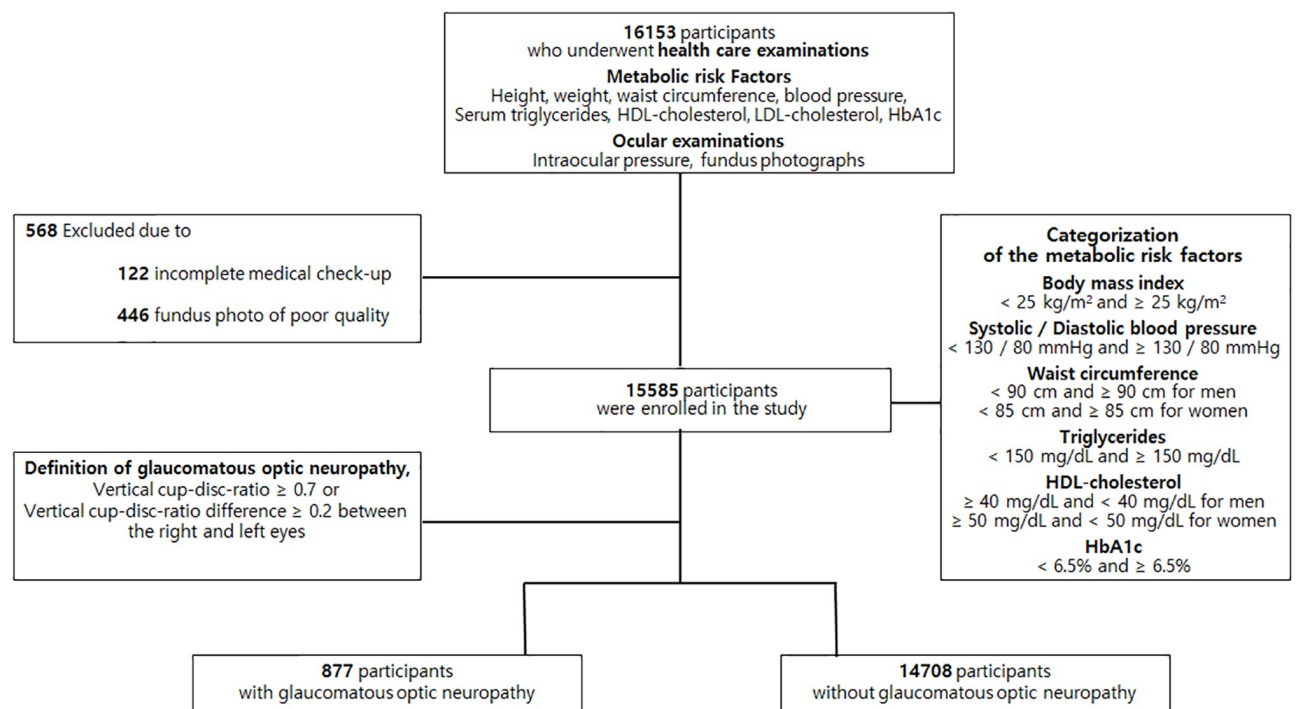 16153 participants
who underwent health care examinations
Metabolic risk Factors
Height, weight, waist circumference, blood pressure,
Serum triglycerides, HDL-cholesterol, LDL-cholesterol, HbA1c
Ocular examinations
Intraocular pressure, fundus photographs
568 Excluded due to
122 incomplete medical check-up
446 fundus photo of poor quality
Categorization
of the metabolic risk factors
Body mass index
< 25 kg/m² and ≥ 25 kg/m²
Systolic / Diastolic blood pressure
< 130 / 80 mmHg and ≥ 130 / 80 mmHg
Waist circumference
< 90 cm and ≥ 90 cm for men
< 85 cm and ≥ 85 cm for women
Triglycerides
< 150 mg/dL and ≥ 150 mg/dL
HDL-cholesterol
≥ 40 mg/dL and < 40 mg/dL for men
≥ 50 mg/dL and < 50 mg/dL for women
HbA1c
< 6.5% and ≥ 6.5%
15585 participants
were enrolled in the study
Definition of glaucomatous optic neuropathy,
Vertical cup-disc-ratio ≥ 0.7 or
Vertical cup-disc-ratio difference ≥ 0.2 between
the right and left eyes
877 participants
with glaucomatous optic neuropathy
14708 participants
without glaucomatous optic neuropathy